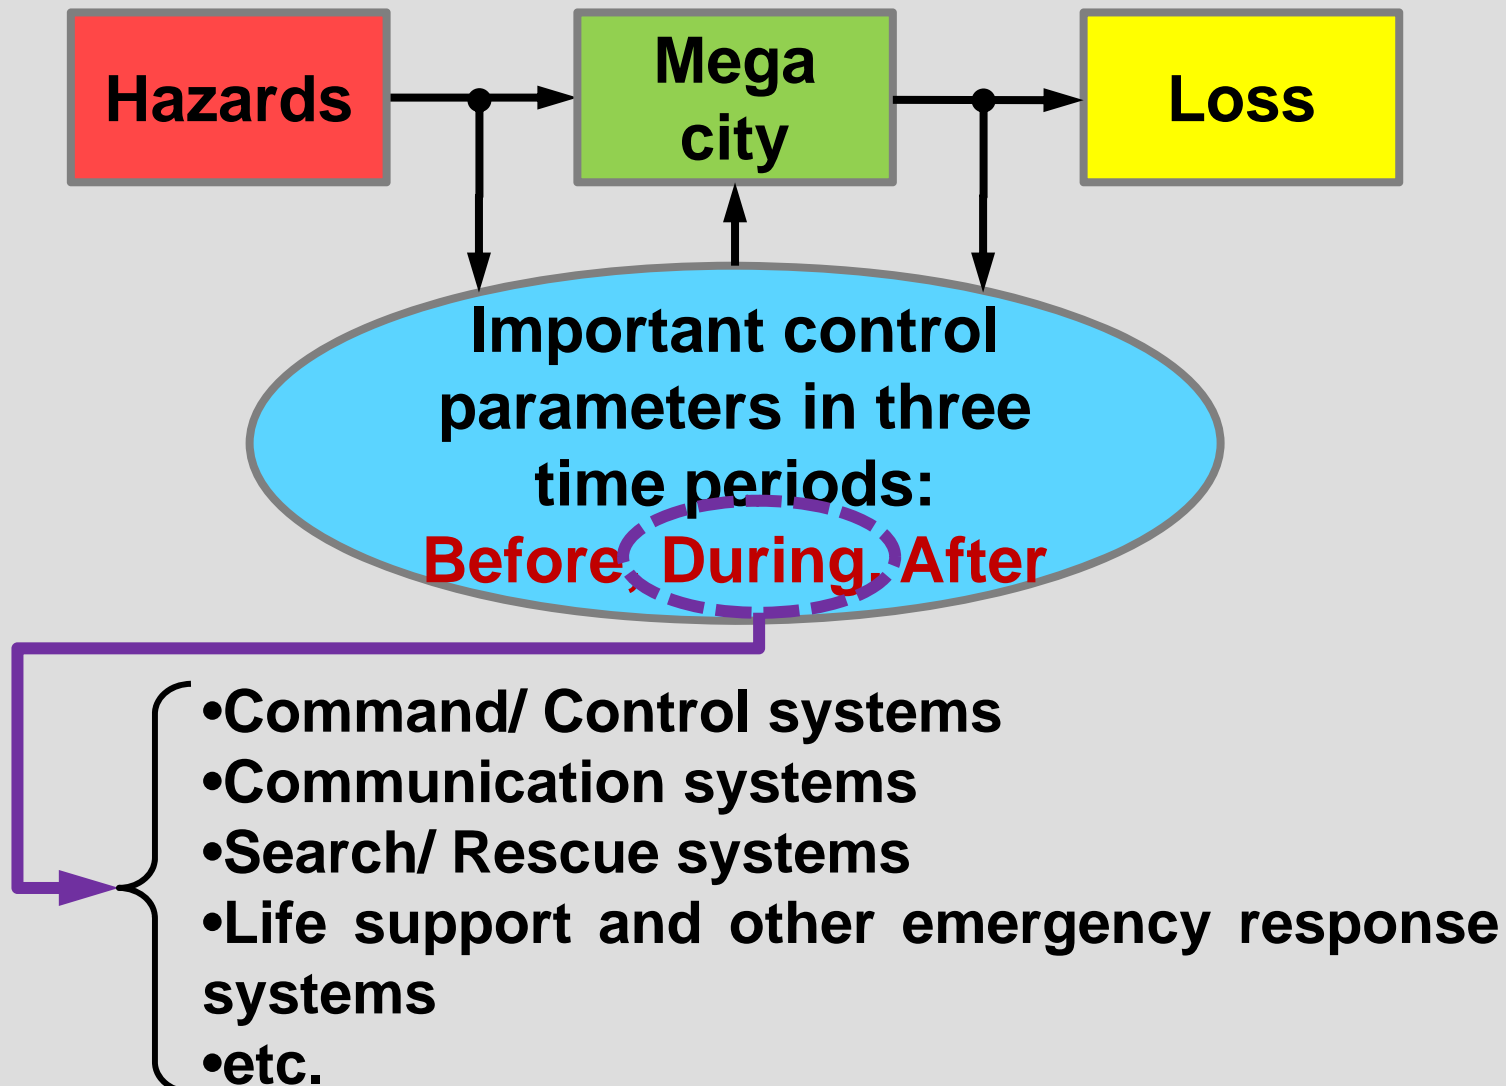 Hazards
Mega
city
Loss
Important control
parameters in three
time periods:
Before, During, After
•Command/ Control systems
•Communication systems
•Search/ Rescue systems
•Life support and other emergency response
systems
•etc.